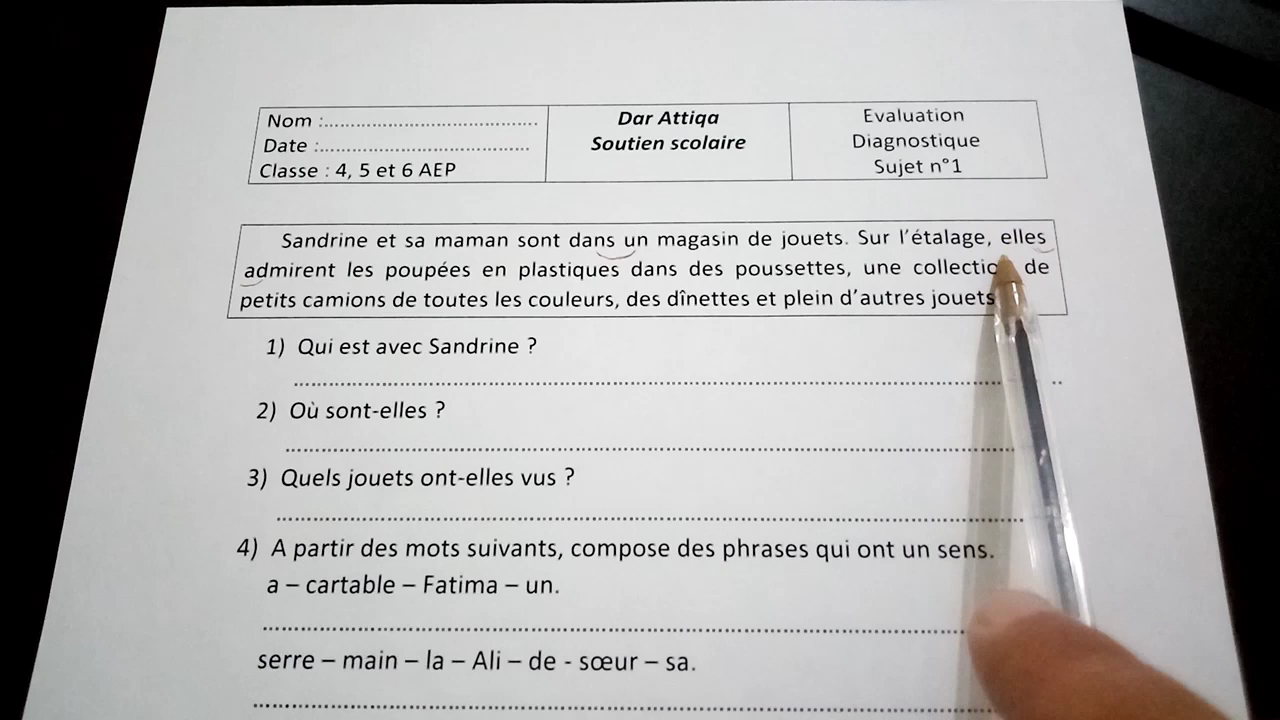 Nom :..........................................
Date :.........................................
Classe : 4, 5 et 6 AEP
Dar Attiqa
Soutien scolaire
Evaluation
Diagnostique
Sujet n°1
Sandrine et sa maman sont dans un magasin de jouets. Sur l'étalage, elles
admirent les poupées en plastiques dans des poussettes, une collection de
petits camions de toutes les couleurs, des dînettes et plein d'autres jouets
1) Qui est avec Sandrine ?
2) Où sont-elles ?
3) Quels jouets ont-elles vus ?
4) A partir des mots suivants, compose des phrases qui ont un sens.
a – cartable – Fatima – un.
serre – main – la – Ali – de - sœur – sa.